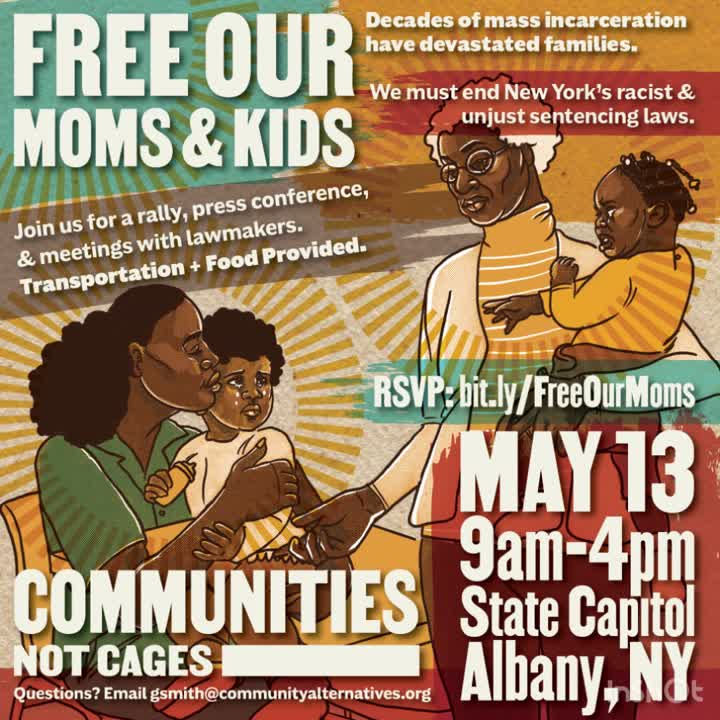 FREE OUR
MOMS & KIDS
Decades of mass incarceration
have devastated families.
We must end New York's racist &
unjust sentencing laws.
Join us for a rally, press conference,
& meetings with lawmakers.
Transportation + Food Provided.
RSVP: bit.ly/FreeOurMoms
MAY 13
9am-4pm
State Capitol
Albany, NY
COMMUNITIES
NOT CAGES
Questions? Email gsmith@communityalternatives.org